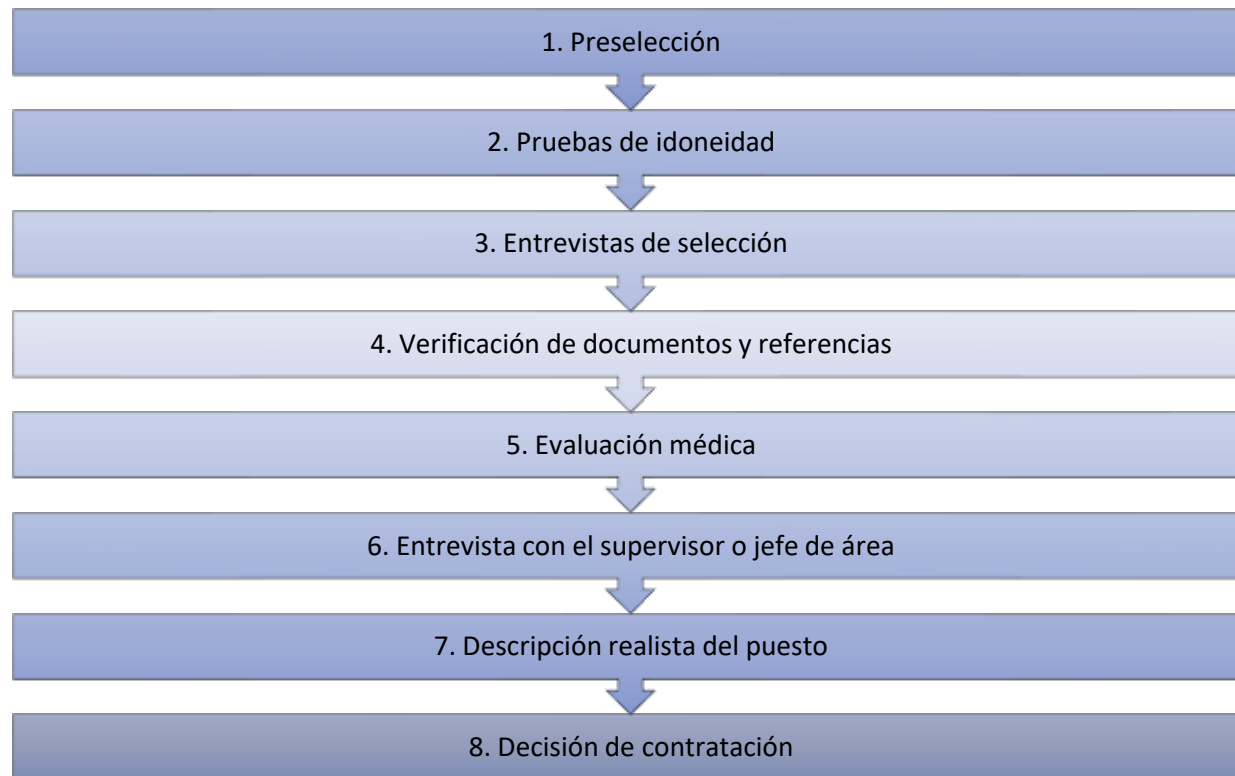 1. Preselección
2. Pruebas de idoneidad
3. Entrevistas de selección
4. Verificación de documentos y referencias
5. Evaluación médica
6. Entrevista con el supervisor o jefe de área
7. Descripción realista del puesto
8. Decisión de contratación